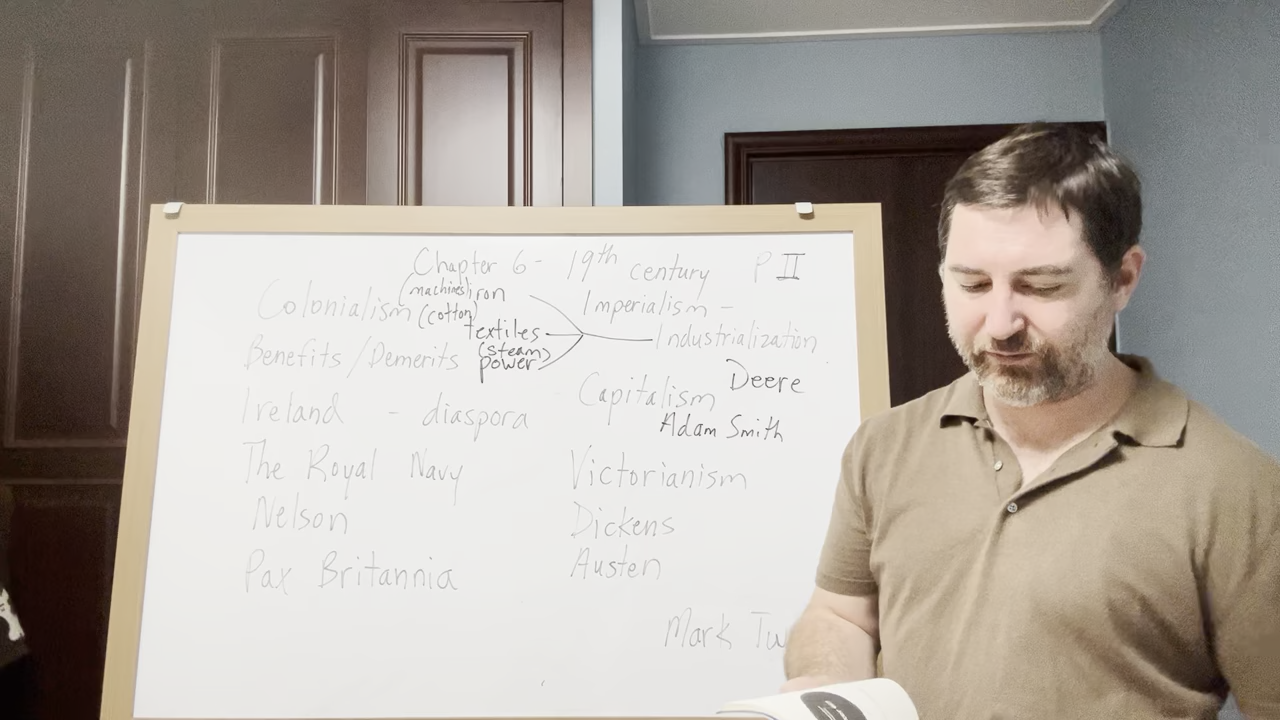 Chapter 6 - 19th century P II
Colonialism
(machines) iron
(cotton)
textiles
(steam)
power
Imperialism -
Industrialization
Benefits / Demerits
Capitalism
Deere
Adam Smith
Ireland - diaspora
The Royal Navy
Nelson
Pax Britannia
Victorianism
Dickens
Austen
Mark